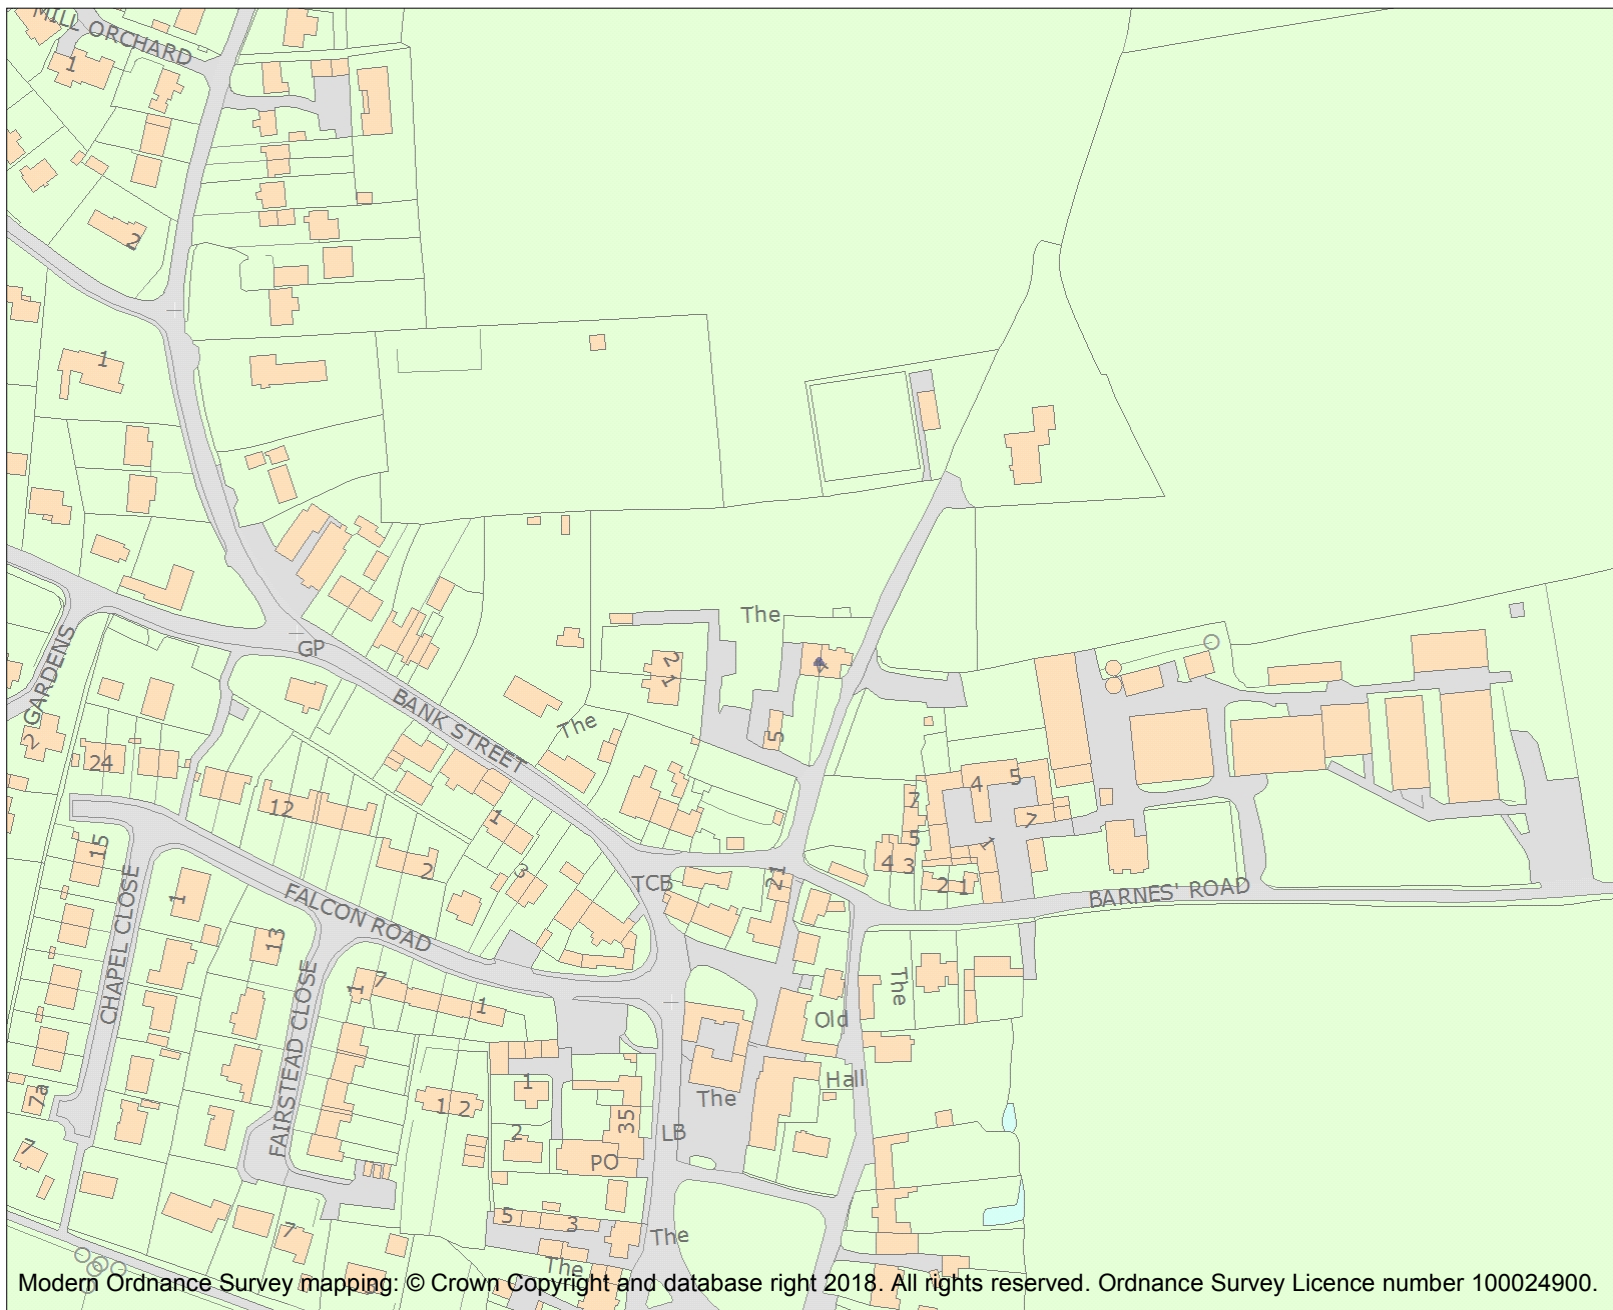 MILL ORCHARD
1
2
1
GP
BANK STREET
GARDENS
2
24
The
The
2
1
4
5
12
1
2
3
15
TCB
21
7
5
4
3
2
1
4
5
7
1
BARNES' ROAD
FALCON ROAD
CHAPEL CLOSE
1
13
FAIRSTEAD CLOSE
1
7
1
The
Old
Hall
The
7a
7
1
2
1
2
35
LB
PO
5
3
The
The
7
Modern Ordnance Survey mapping: © Crown Copyright and database right 2018. All rights reserved. Ordnance Survey Licence number 100024900.